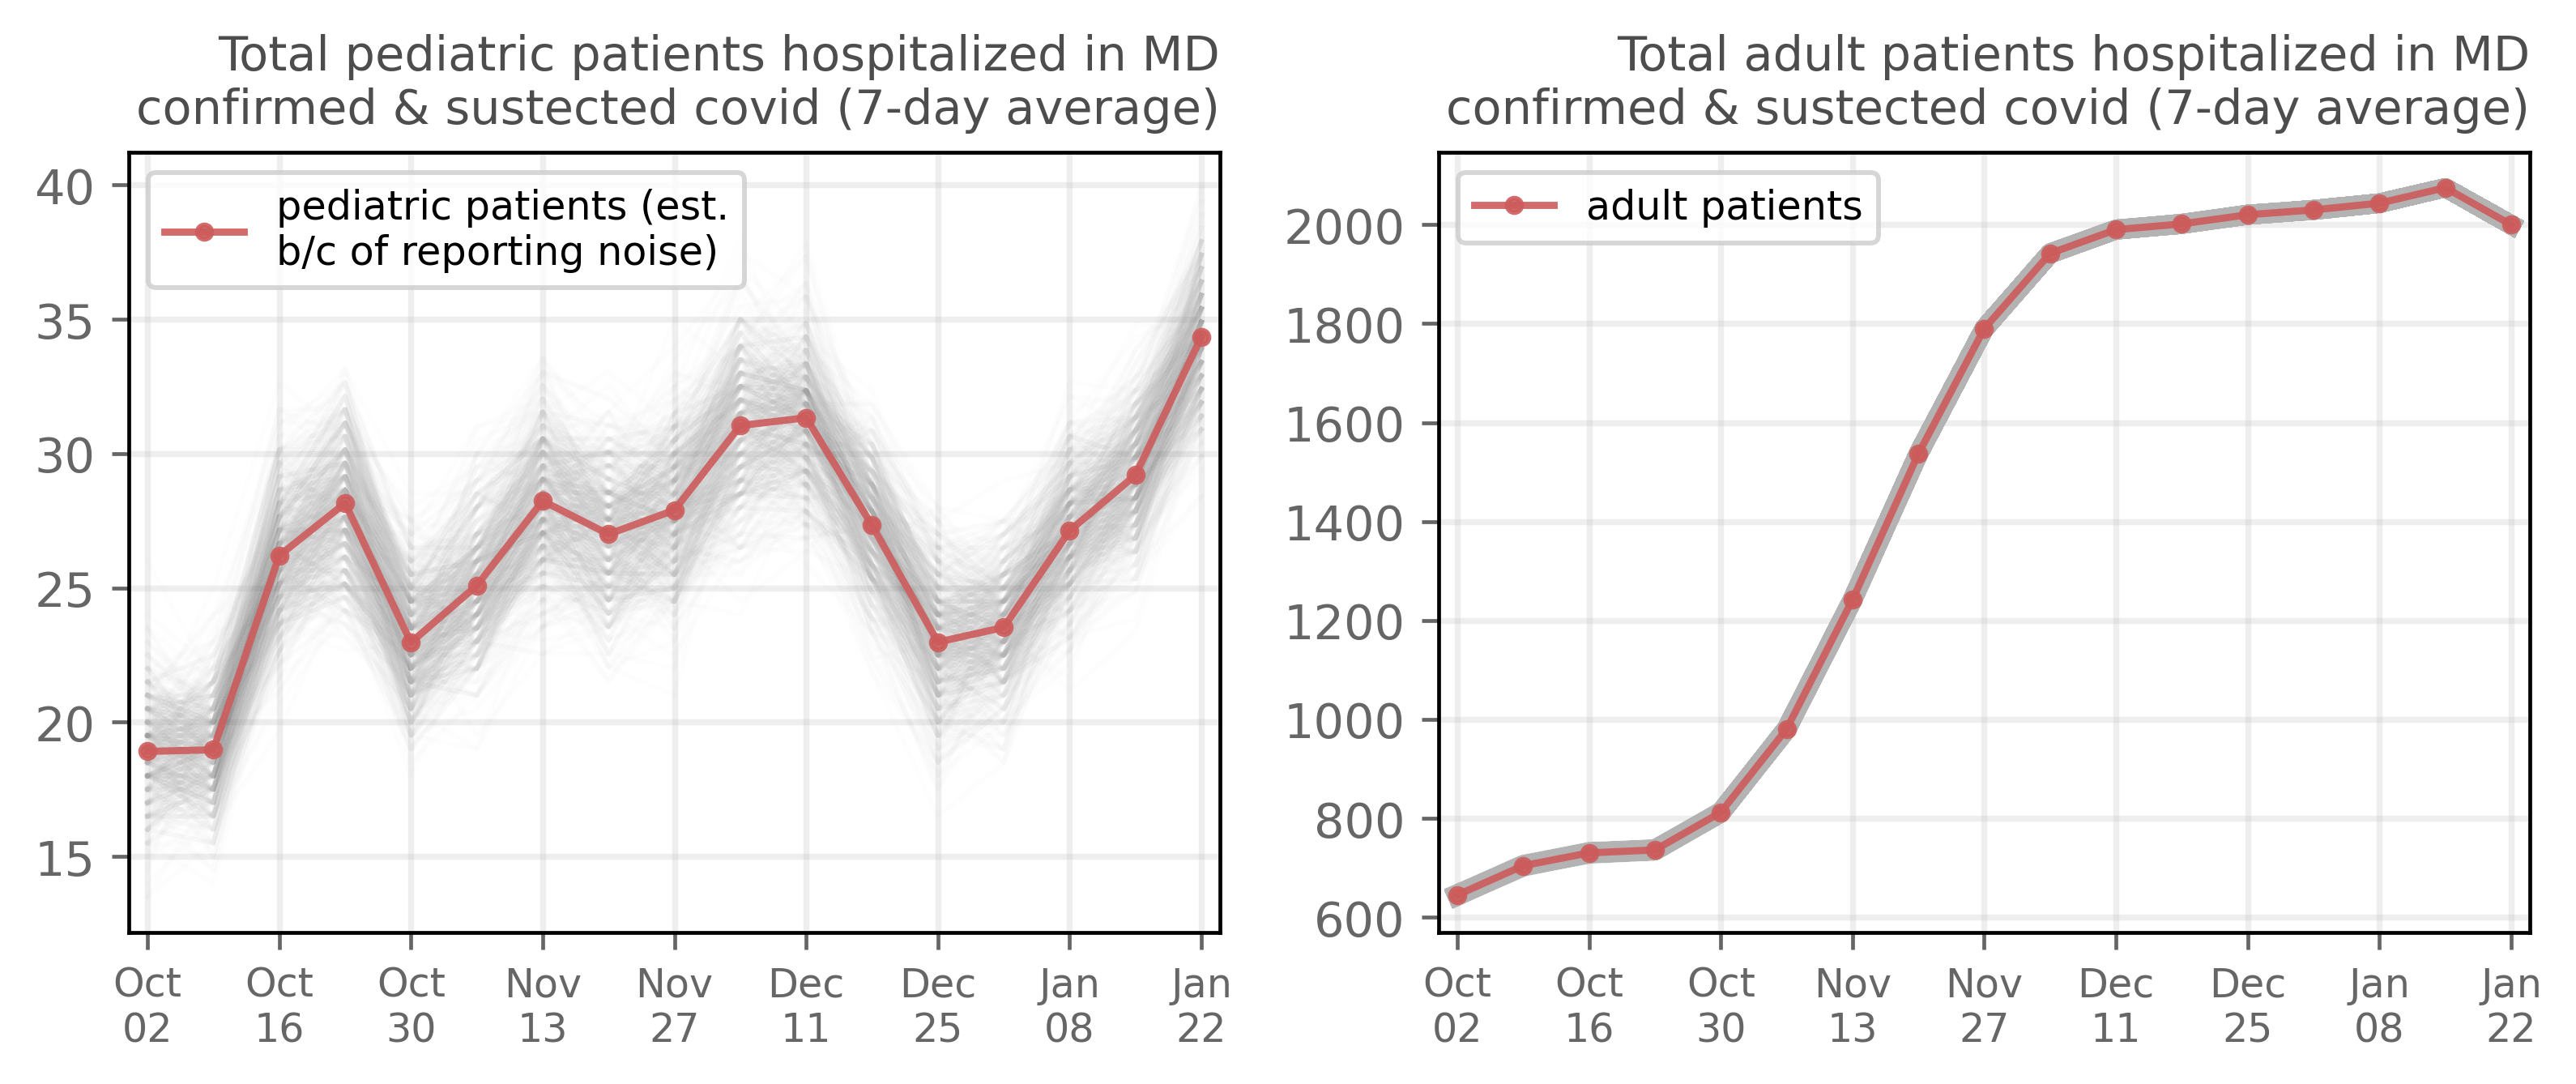 Total pediatric patients hospitalized in MD
confirmed & sustected covid (7-day average)
40
35
30
25
20
15
pediatric patients (est.
b/c of reporting noise)
Oct Oct Oct Nov Nov Dec Dec Jan Jan
02 16 30 13 27 11 25 08 22
Total adult patients hospitalized in MD
confirmed & sustected covid (7-day average)
2000
1800
1600
1400
1200
1000
800
600
adult patients
Oct Oct Oct Nov Nov Dec Dec Jan Jan
02 16 30 13 27 11 25 08 22